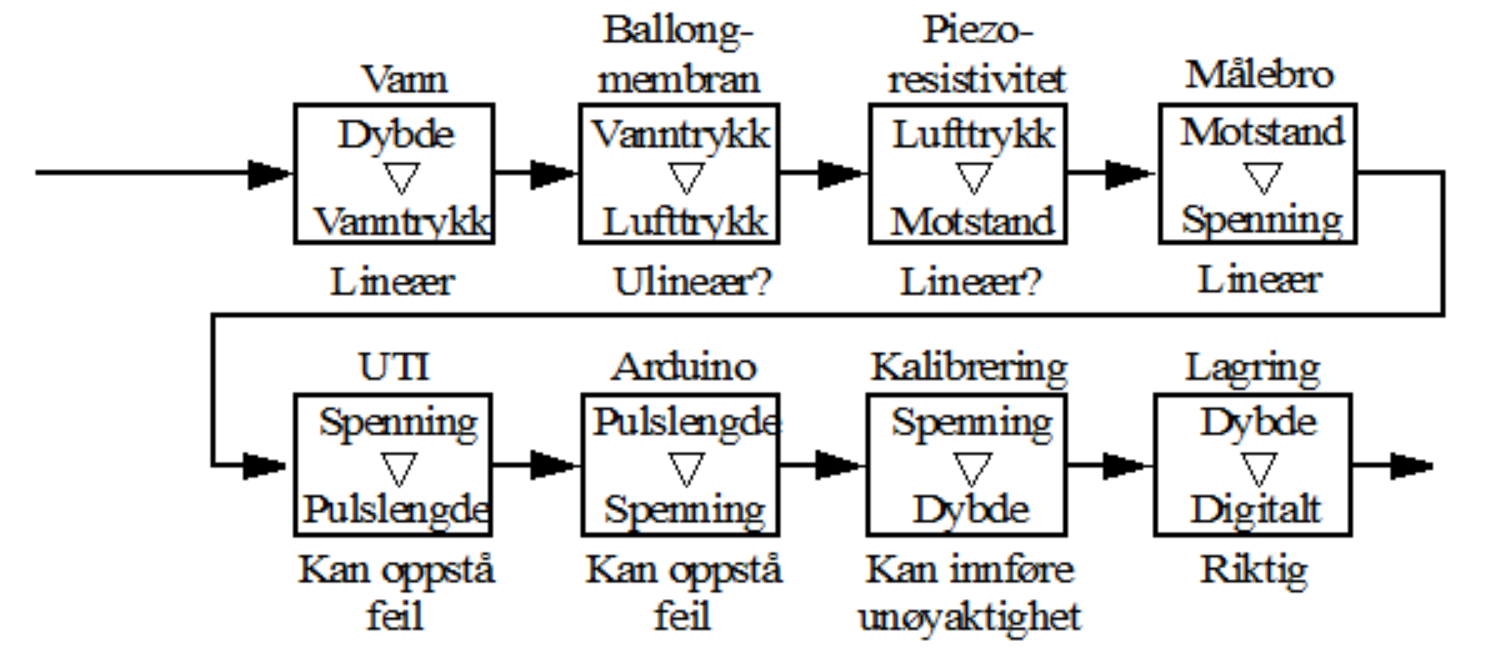 Vann
Dybde
Vanntrykk
Lineær
Ballong-
membran
Vanntrykk
Lufttrykk
Ulineær?
Piezo-
resistivitet
Lufttrykk
Motstand
Lineær?
Målebro
Motstand
Spenning
Lineær
UTI
Spenning
Pulslengde
Kan oppstå
feil
Arduino
Pulslengde
Spenning
Kan oppstå
feil
Kalibrering
Spenning
Dybde
Kan innføre
unøyaktighet
Lagring
Dybde
Digitalt
Riktig